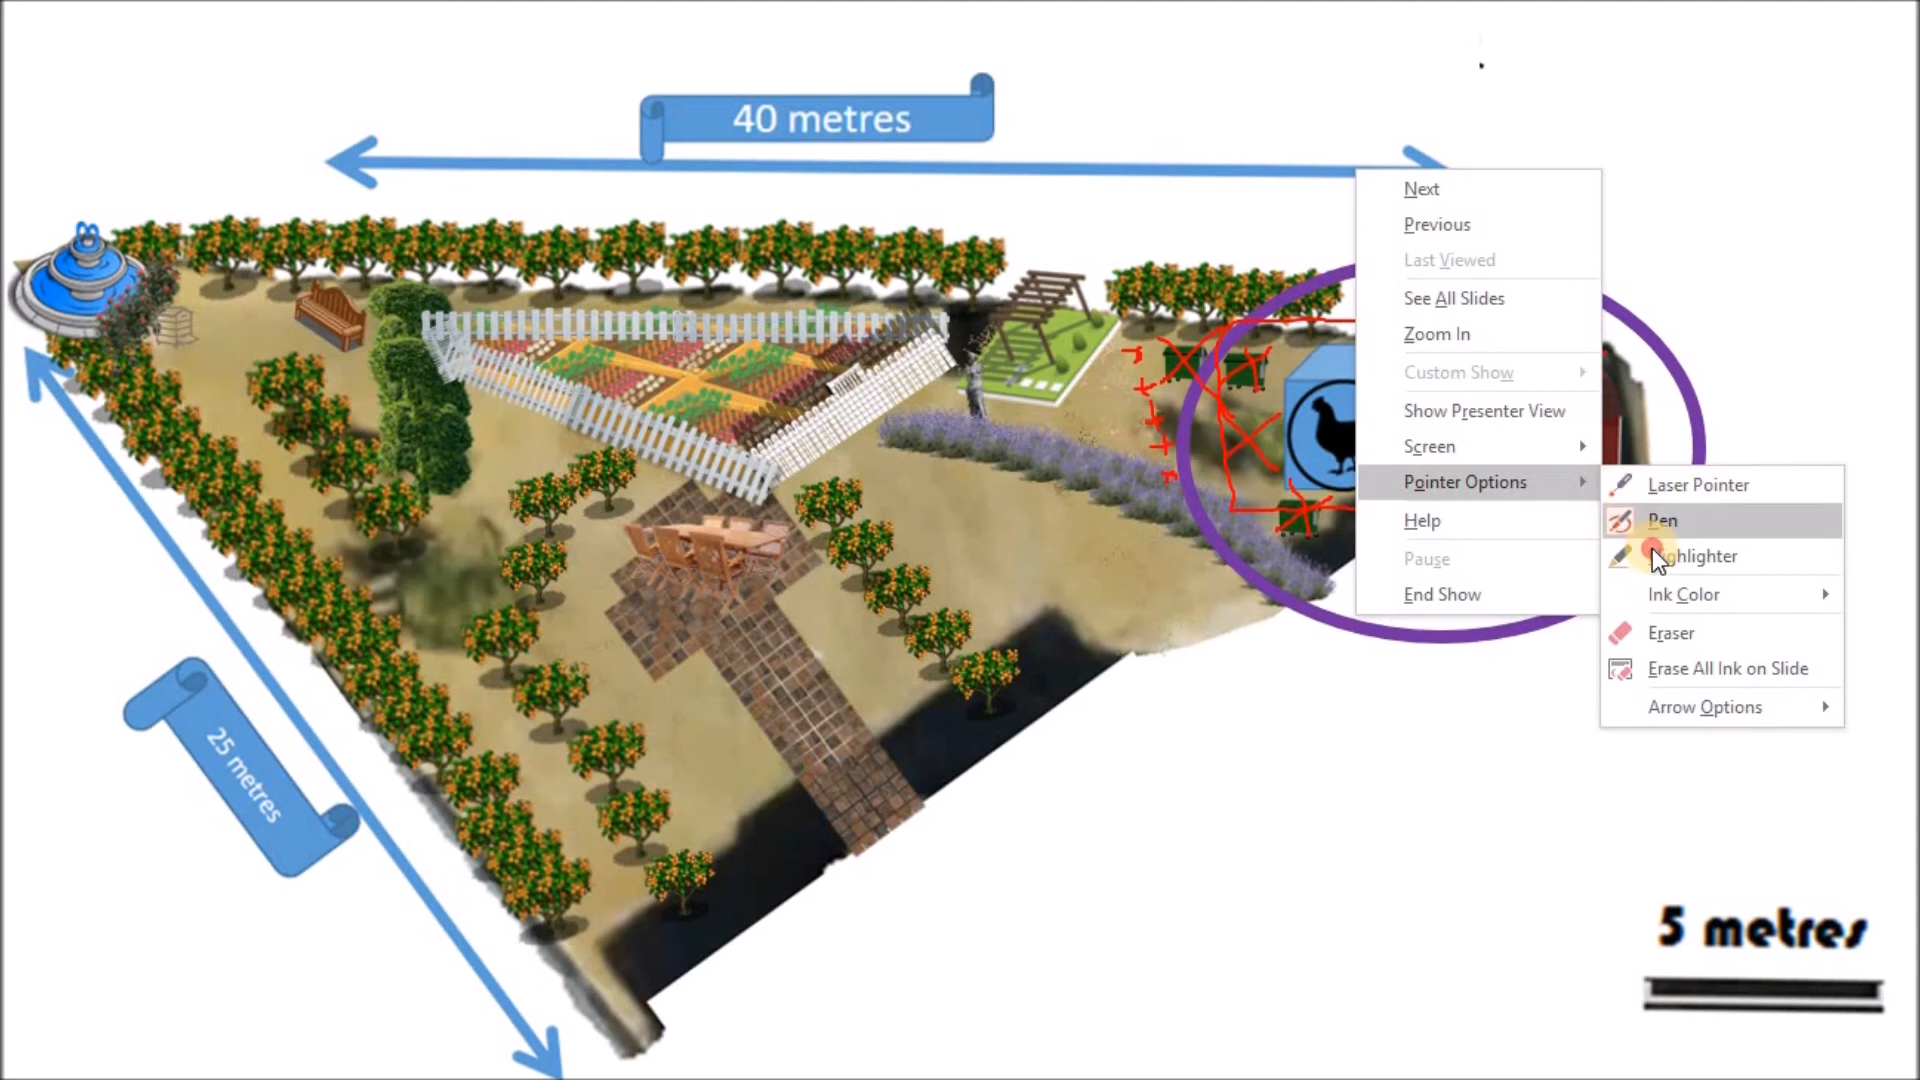 40 metres
Next
Previous
Last Viewed
See All Slides
Zoom In
Custom Show
Show Presenter View
Screen
Pointer Options
Help
Pause
End Show
Laser Pointer
Pen
Ink Color
Eraser
Erase All Ink on Slide
Arrow Options
25 metres
5 metres